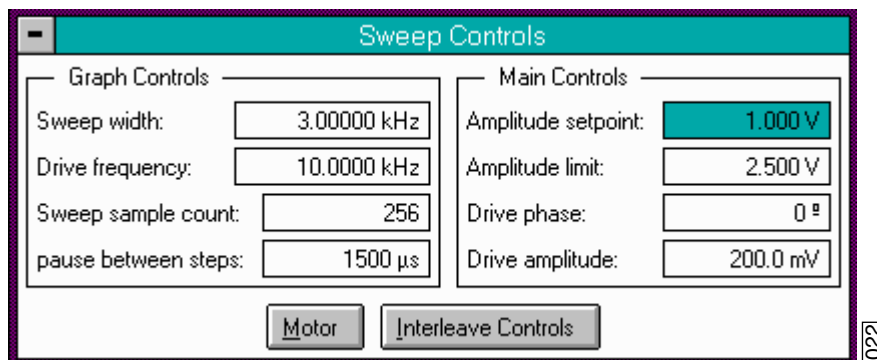 Sweep Controls
Graph Controls
Sweep width: 3.00000 kHz
Drive frequency: 10.0000 kHz
Sweep sample count: 256
pause between steps: 1500 µs
Main Controls
Amplitude setpoint: 1.000 V
Amplitude limit: 2.500 V
Drive phase: 0 º
Drive amplitude: 200.0 mV
Motor
Interleave Controls
022